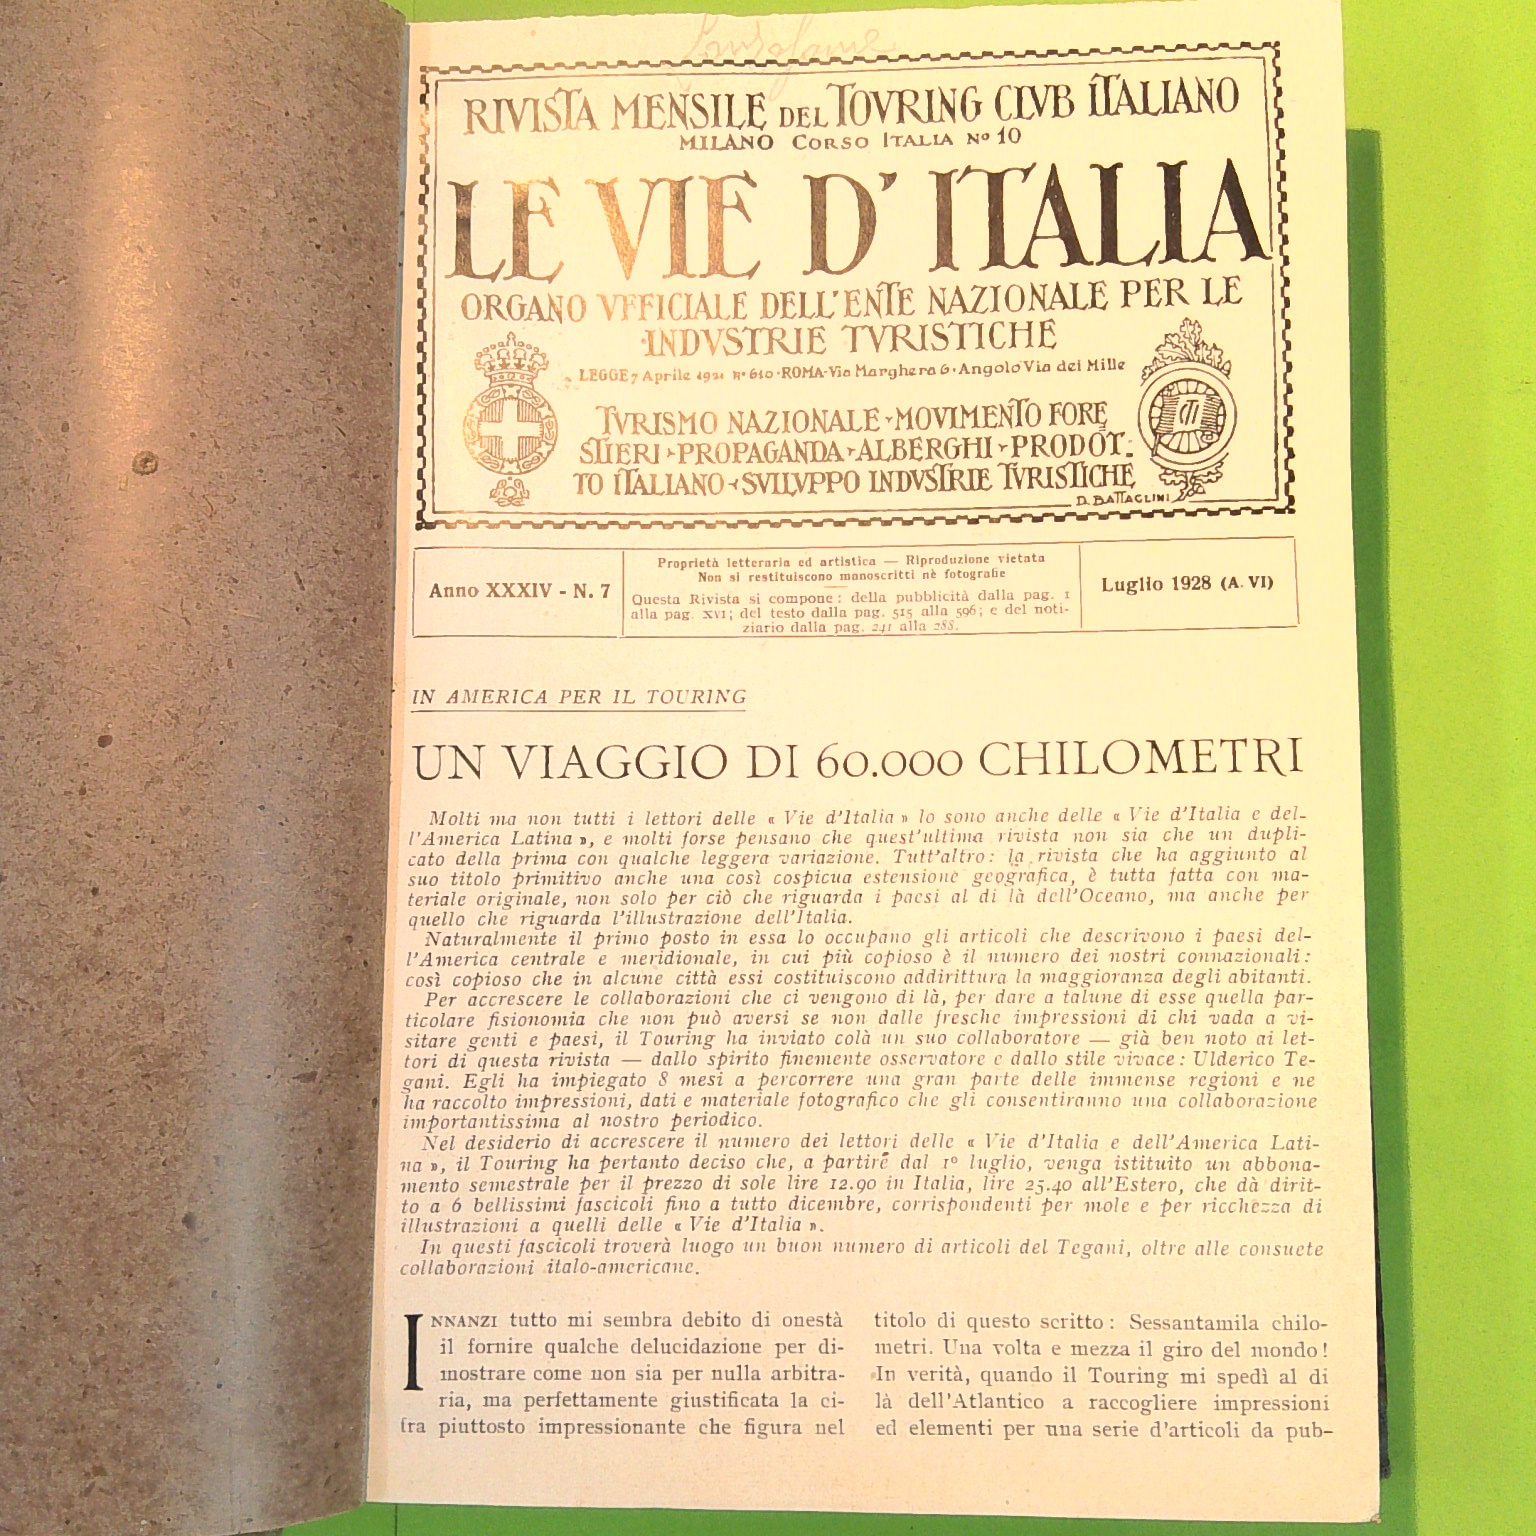 RIVISTA MENSILE DEL TOVRING CLVB ITALIANO
MILANO CORSO ITALIA No 10
LE VIE D'ITALIA
ORGANO VFFICIALE DELL'ENTE NAZIONALE PER LE
INDVSTRIE TVRISTICHE
LEGGE 7 Aprile 1921 No 610 · ROMA · Via Marghera 6 · Angolo Via dei Mille
TVRISMO NAZIONALE · MOVIMENTO FORE
STIERI · PROPAGANDA · ALBERGHI · PRODOT:
TO ITALIANO · SVILVPPO INDVSTRIE TVRISTICHE
D. BATTAGLINI
CTI
Anno XXXIV - N. 7
Proprietà letteraria ed artistica — Riproduzione vietata
Non si restituiscono manoscritti nè fotografie
Questa Rivista si compone: della pubblicità dalla pag. 1
alla pag. XVI; del testo dalla pag. 515 alla 596; e del noti-
ziario dalla pag. 241 alla 288.
Luglio 1928 (A. VI)
IN AMERICA PER IL TOURING
UN VIAGGIO DI 60.000 CHILOMETRI
Molti ma non tutti i lettori delle « Vie d'Italia » lo sono anche delle « Vie d'Italia e del-
l'America Latina », e molti forse pensano che quest'ultima rivista non sia che un dupli-
cato della prima con qualche leggera variazione. Tutt'altro: la rivista che ha aggiunto al
suo titolo primitivo anche una così cospicua estensione geografica, è tutta fatta con ma-
teriale originale, non solo per ciò che riguarda i paesi al di là dell'Oceano, ma anche per
quello che riguarda l'illustrazione dell'Italia.
Naturalmente il primo posto in essa lo occupano gli articoli che descrivono i paesi del-
l'America centrale e meridionale, in cui più copioso è il numero dei nostri connazionali:
così copioso che in alcune città essi costituiscono addirittura la maggioranza degli abitanti.
Per accrescere le collaborazioni che ci vengono di là, per dare a talune di esse quella par-
ticolare fisionomia che non può aversi se non dalle fresche impressioni di chi vada a vi-
sitare genti e paesi, il Touring ha inviato colà un suo collaboratore — già ben noto ai let-
tori di questa rivista — dallo spirito finemente osservatore e dallo stile vivace: Ulderico Te-
gani. Egli ha impiegato 8 mesi a percorrere una gran parte delle immense regioni e ne
ha raccolto impressioni, dati e materiale fotografico che gli consentiranno una collaborazione
importantissima al nostro periodico.
Nel desiderio di accrescere il numero dei lettori delle « Vie d'Italia e dell'America Lati-
na », il Touring ha pertanto deciso che, a partire dal 1º luglio, venga istituito un abbona-
mento semestrale per il prezzo di sole lire 12.90 in Italia, lire 25.40 all'Estero, che dà dirit-
to a 6 bellissimi fascicoli fino a tutto dicembre, corrispondenti per mole e per ricchezza di
illustrazioni a quelli delle « Vie d'Italia ».
In questi fascicoli troverà luogo un buon numero di articoli del Tegani, oltre alle consuete
collaborazioni italo-americane.
INNANZI tutto mi sembra debito di onestà
il fornire qualche delucidazione per di-
mostrare come non sia per nulla arbitra-
ria, ma perfettamente giustificata la ci-
fra piuttosto impressionante che figura nel
titolo di questo scritto: Sessantamila chilo-
metri. Una volta e mezza il giro del mondo!
In verità, quando il Touring mi spedì al di
là dell'Atlantico a raccogliere impressioni
ed elementi per una serie d'articoli da pub-